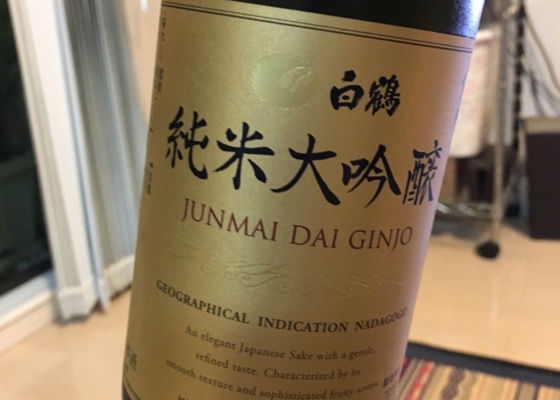 白鶴
純米大吟醸
JUNMAI DAI GINJO
GEOGRAPHICAL INDICATION NADAGOGO
An elegant Japanese Sake with a gentle,
refined taste. Characterized by its
smooth texture and sophisticated fruity aroma.